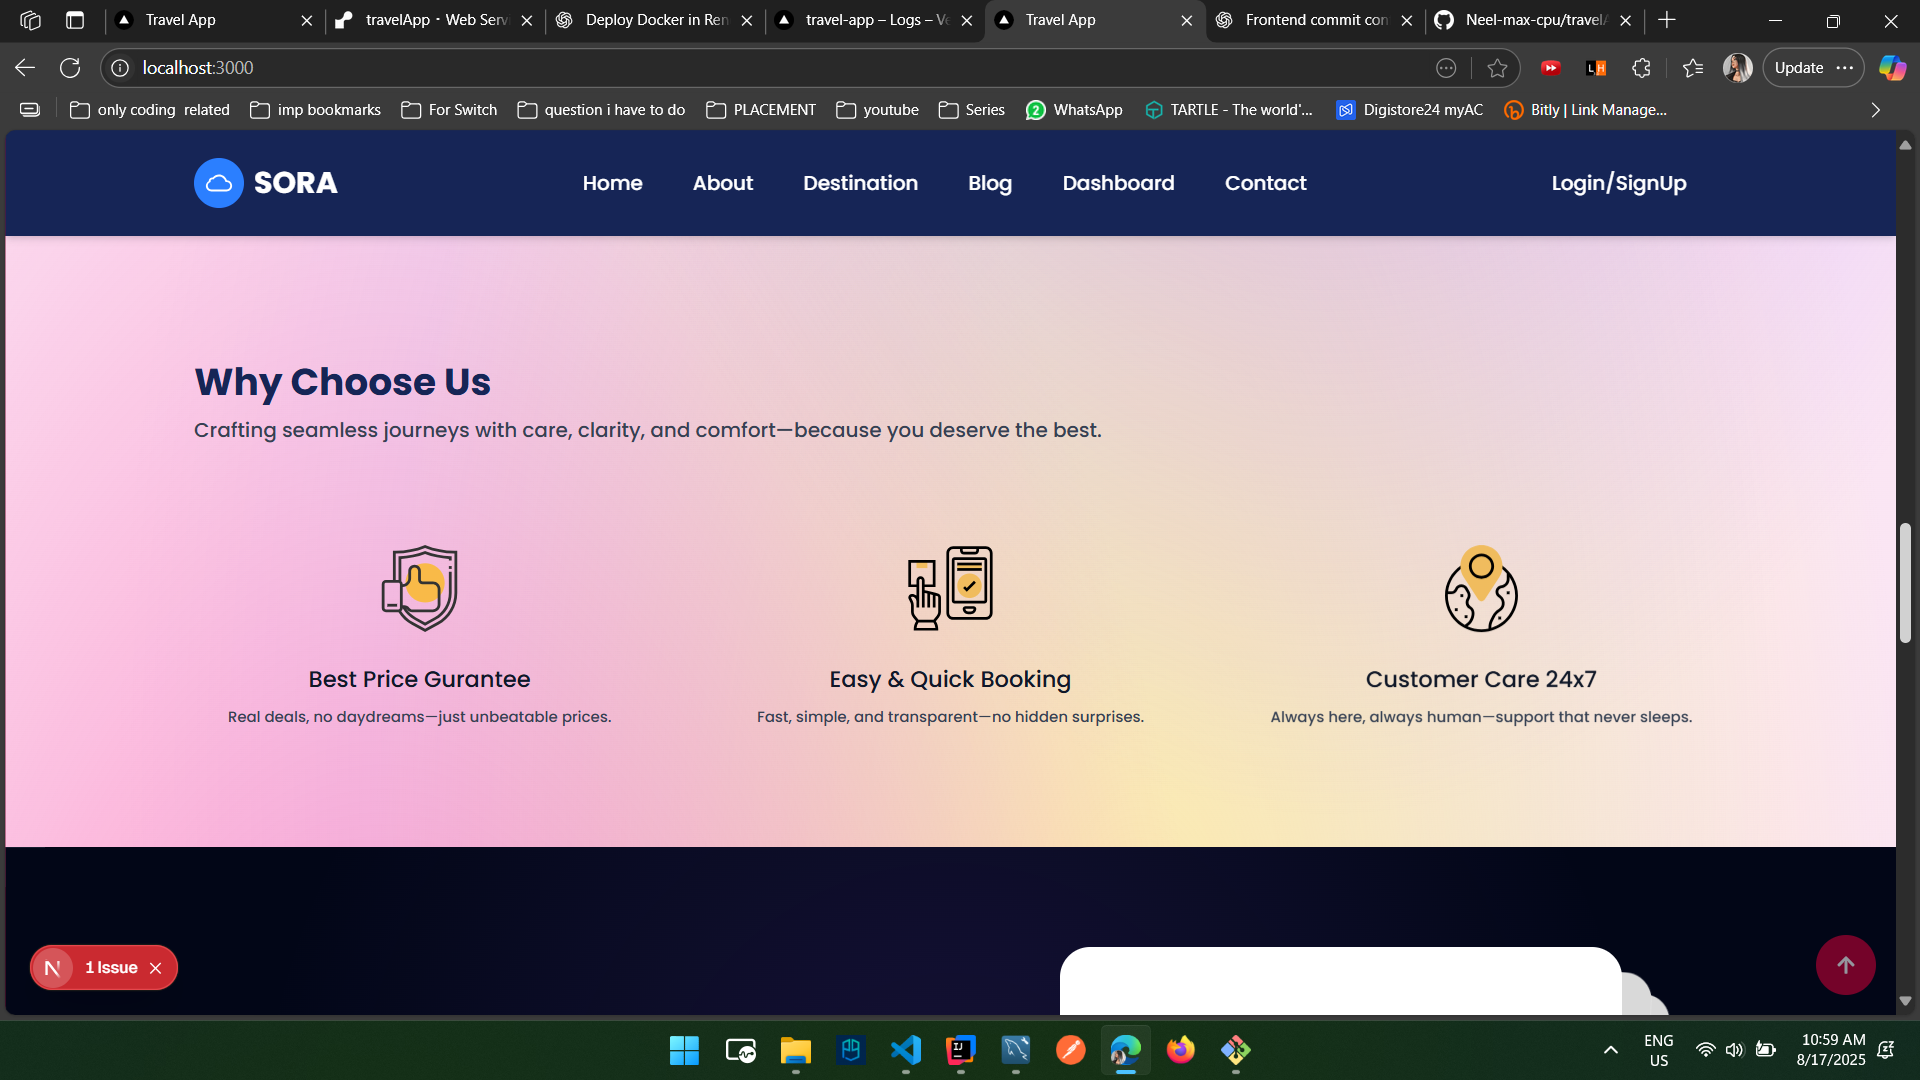 Travel App
travelApp · Web Serv
Deploy Docker in Ren
travel-app – Logs – Ve
Travel App
Frontend commit con
Neel-max-cpu/travelA
localhost:3000
Update
only coding related
imp bookmarks
For Switch
question i have to do
PLACEMENT
youtube
Series
2
WhatsApp
TARTLE - The world'...
Digistore24 myAC
Bitly | Link Manage...
SORA
Home
About
Destination
Blog
Dashboard
Contact
Login/SignUp
Why Choose Us
Crafting seamless journeys with care, clarity, and comfort—because you deserve the best.
Best Price Gurantee
Real deals, no daydreams—just unbeatable prices.
Easy & Quick Booking
Fast, simple, and transparent—no hidden surprises.
Customer Care 24x7
Always here, always human—support that never sleeps.
N
1 Issue
ENG
US
10:59 AM
8/17/2025